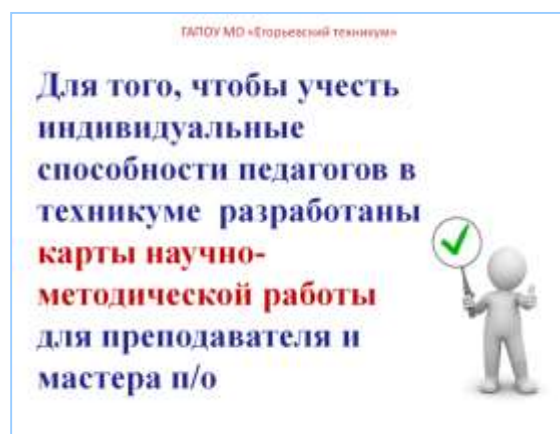 ГАПОУ МО «Егорьевский техникум»
Для того, чтобы учесть
индивидуальные
способности педагогов в
техникуме разработаны
карты научно-
методической работы
для преподавателя и
мастера п/о